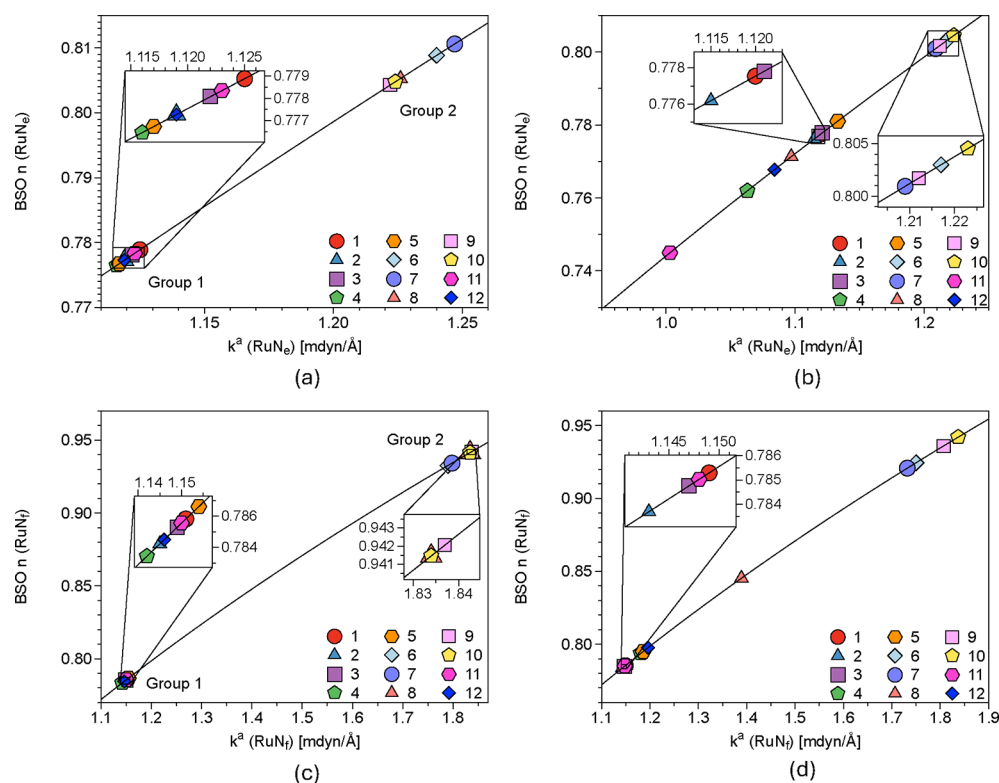 1.115 1.120 1.125
0.779
0.778
0.777
0.81
0.80
0.79
0.78
0.77
BSO n (RuNe)
Group 2
Group 1
1 5 9
2 6 10
3 7 11
4 8 12
1.15 1.20 1.25
kª (RuNe) [mdyn/Å]
(a)
1.115 1.120
0.778
0.776
0.80
0.78
0.76
0.74
BSO n (RuNe)
0.805
0.800
1.21 1.22
1 5 9
2 6 10
3 7 11
4 8 12
1.0 1.1 1.2
kª (RuNe) [mdyn/Å]
(b)
0.95
0.90
0.85
0.80
BSO n (RuNf)
Group 2
1.14 1.15
0.786
0.784
0.943
0.942
0.941
1.83 1.84
Group 1
1 5 9
2 6 10
3 7 11
4 8 12
1.1 1.2 1.3 1.4 1.5 1.6 1.7 1.8
kª (RuNf) [mdyn/Å]
(c)
0.95
0.90
0.85
0.80
BSO n (RuNf)
1.145 1.150
0.786
0.785
0.784
1 5 9
2 6 10
3 7 11
4 8 12
1.1 1.2 1.3 1.4 1.5 1.6 1.7 1.8 1.9
kª (RuNf) [mdyn/Å]
(d)